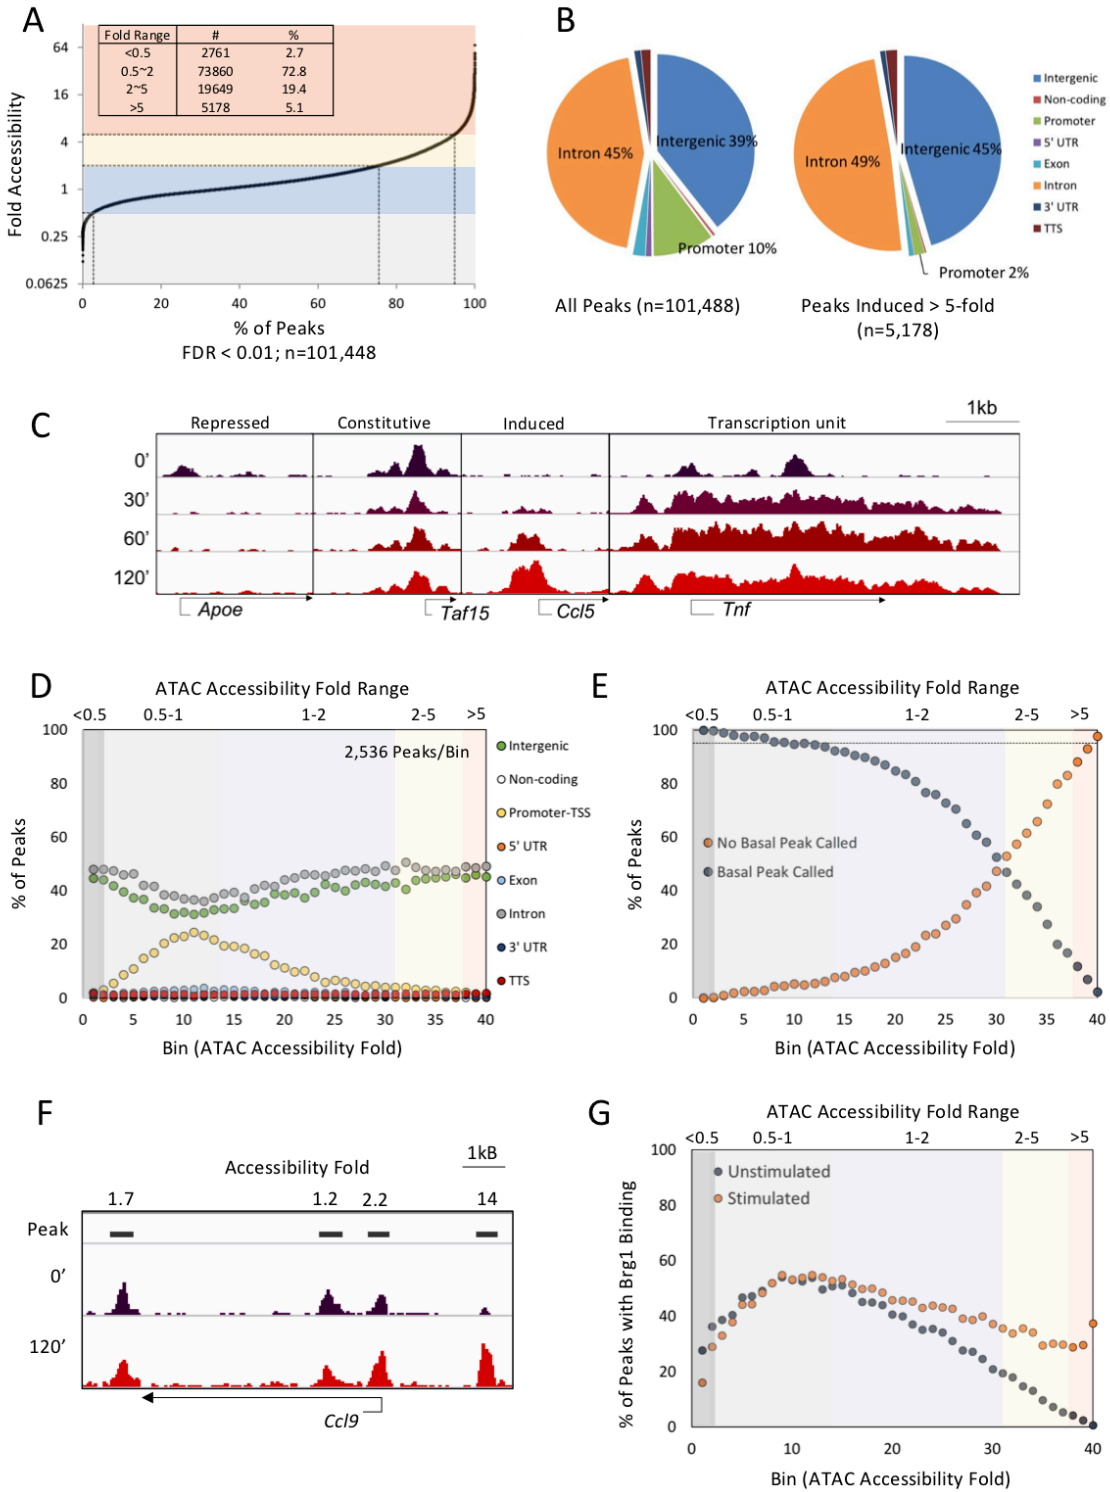 A
Fold Accessibility
64
16
4
1
0.25
0.0625
Fold Range # %
<0.5 2761 2.7
0.5~2 73860 72.8
2~5 19649 19.4
>5 5178 5.1
0 20 40 60 80 100
% of Peaks
FDR < 0.01; n=101,448
B
Intron 45%
Intergenic 39%
Promoter 10%
All Peaks (n=101,488)
Intron 49%
Intergenic 45%
Promoter 2%
Peaks Induced > 5-fold
(n=5,178)
Intergenic
Non-coding
Promoter
5' UTR
Exon
Intron
3' UTR
TTS
C
1kb
Repressed Constitutive Induced Transcription unit
0’
30’
60’
120’
Apoe Taf15 Ccl5 Tnf
D
ATAC Accessibility Fold Range
<0.5 0.5-1 1-2 2-5 >5
2,536 Peaks/Bin
% of Peaks
100
80
60
40
20
0
0 5 10 15 20 25 30 35 40
Bin (ATAC Accessibility Fold)
Intergenic
Non-coding
Promoter-TSS
5' UTR
Exon
Intron
3' UTR
TTS
E
ATAC Accessibility Fold Range
<0.5 0.5-1 1-2 2-5 >5
% of Peaks
100
80
60
40
20
0
No Basal Peak Called
Basal Peak Called
0 5 10 15 20 25 30 35 40
Bin (ATAC Accessibility Fold)
F
1kB
Accessibility Fold
1.7 1.2 2.2 14
Peak
0’
120’
Ccl9
G
ATAC Accessibility Fold Range
<0.5 0.5-1 1-2 2-5 >5
% of Peaks with Brg1 Binding
100
80
60
40
20
0
Unstimulated
Stimulated
0 10 20 30 40
Bin (ATAC Accessibility Fold)